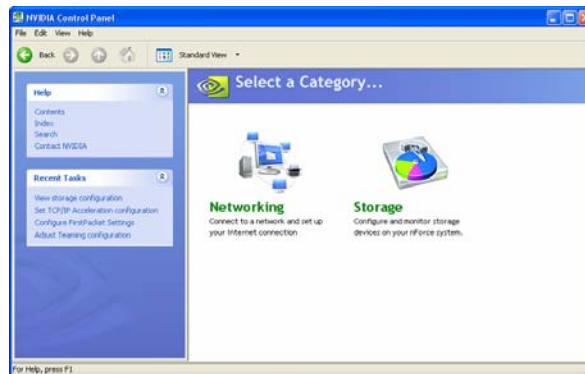 NVIDIA Control Panel
File Edit View Help
Back
Standard View
Select a Category...
Help
Contents
Index
Search
Contact NVIDIA
Recent Tasks
View storage configuration
Set TCP/IP Acceleration configuration
Configure FirstPacket Settings
Adjust Teaming configuration
Networking
Connect to a network and set up
your Internet connection
Storage
Configure and monitor storage
devices on your nForce system.
For Help, press F1